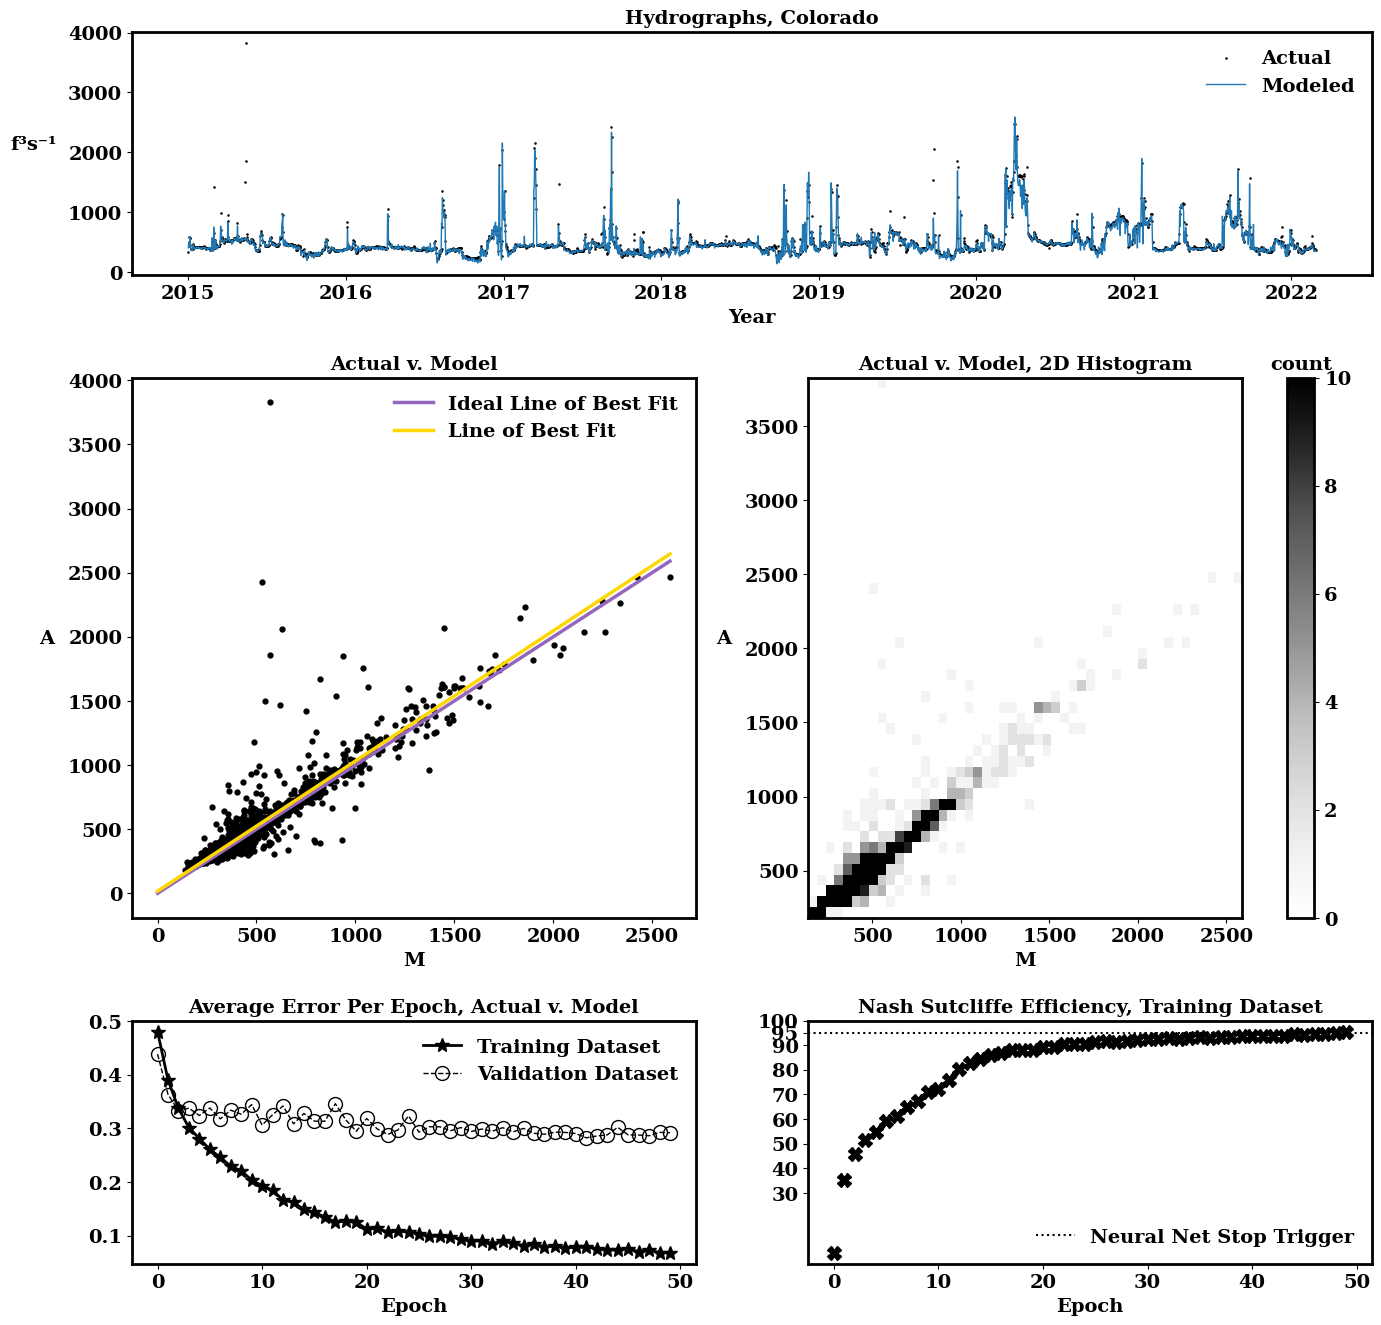 Hydrographs, Colorado
4000
3000
2000
1000
0
f³s⁻¹
Actual
Modeled
2015 2016 2017 2018 2019 2020 2021 2022
Year
Actual v. Model
4000
3500
3000
2500
2000
1500
1000
500
0
A
Ideal Line of Best Fit
Line of Best Fit
0 500 1000 1500 2000 2500
M
Actual v. Model, 2D Histogram
3500
3000
2500
2000
1500
1000
500
A
500 1000 1500 2000 2500
M
count
10
8
6
4
2
0
Average Error Per Epoch, Actual v. Model
0.5
0.4
0.3
0.2
0.1
Training Dataset
Validation Dataset
0 10 20 30 40 50
Epoch
Nash Sutcliffe Efficiency, Training Dataset
100
95
90
80
70
60
50
40
30
Neural Net Stop Trigger
0 10 20 30 40 50
Epoch